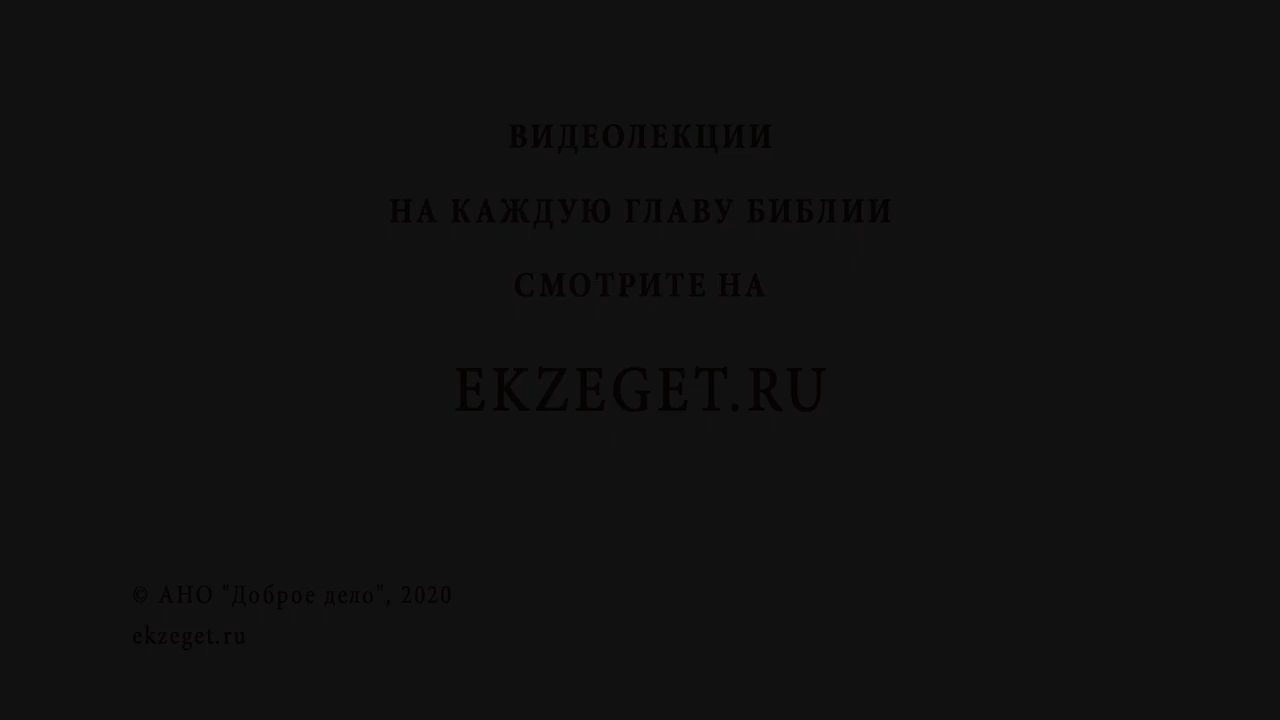 ВИДЕОЛЕКЦИИ
НА КАЖДУЮ ГЛАВУ БИБЛИИ
СМОТРИТЕ НА
EKZEGET.RU
© АНО "Доброе дело", 2020
ekzeget.ru